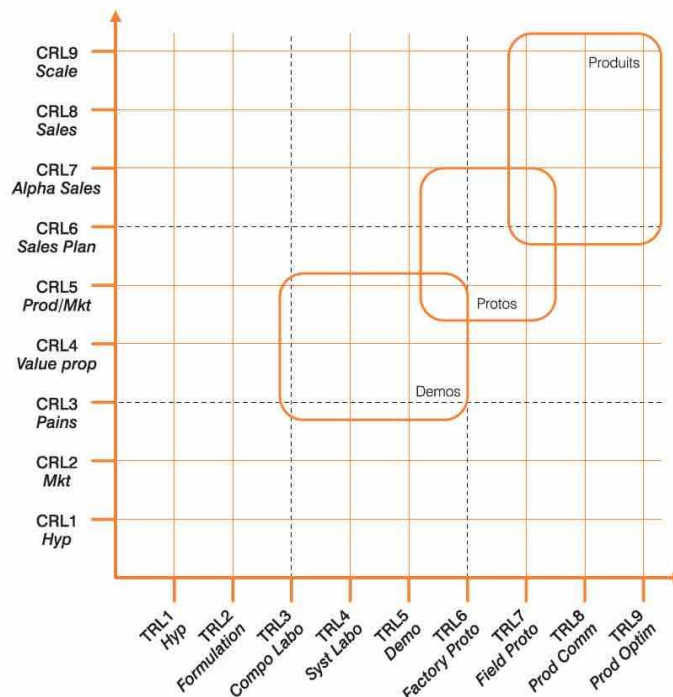 CRL9
Scale
Produits
CRL8
Sales
CRL7
Alpha Sales
CRL6
Sales Plan
CRL5
Prod/Mkt
Protos
CRL4
Value prop
Demos
CRL3
Pains
CRL2
Mkt
CRL1
Hyp
TRL1
Hyp
TRL2
Formulation
TRL3
Compo Labo
TRL4
Syst Labo
TRL5
Demo
TRL6
Factory Proto
TRL7
Field Proto
TRL8
Prod Comm
TRL9
Prod Optim